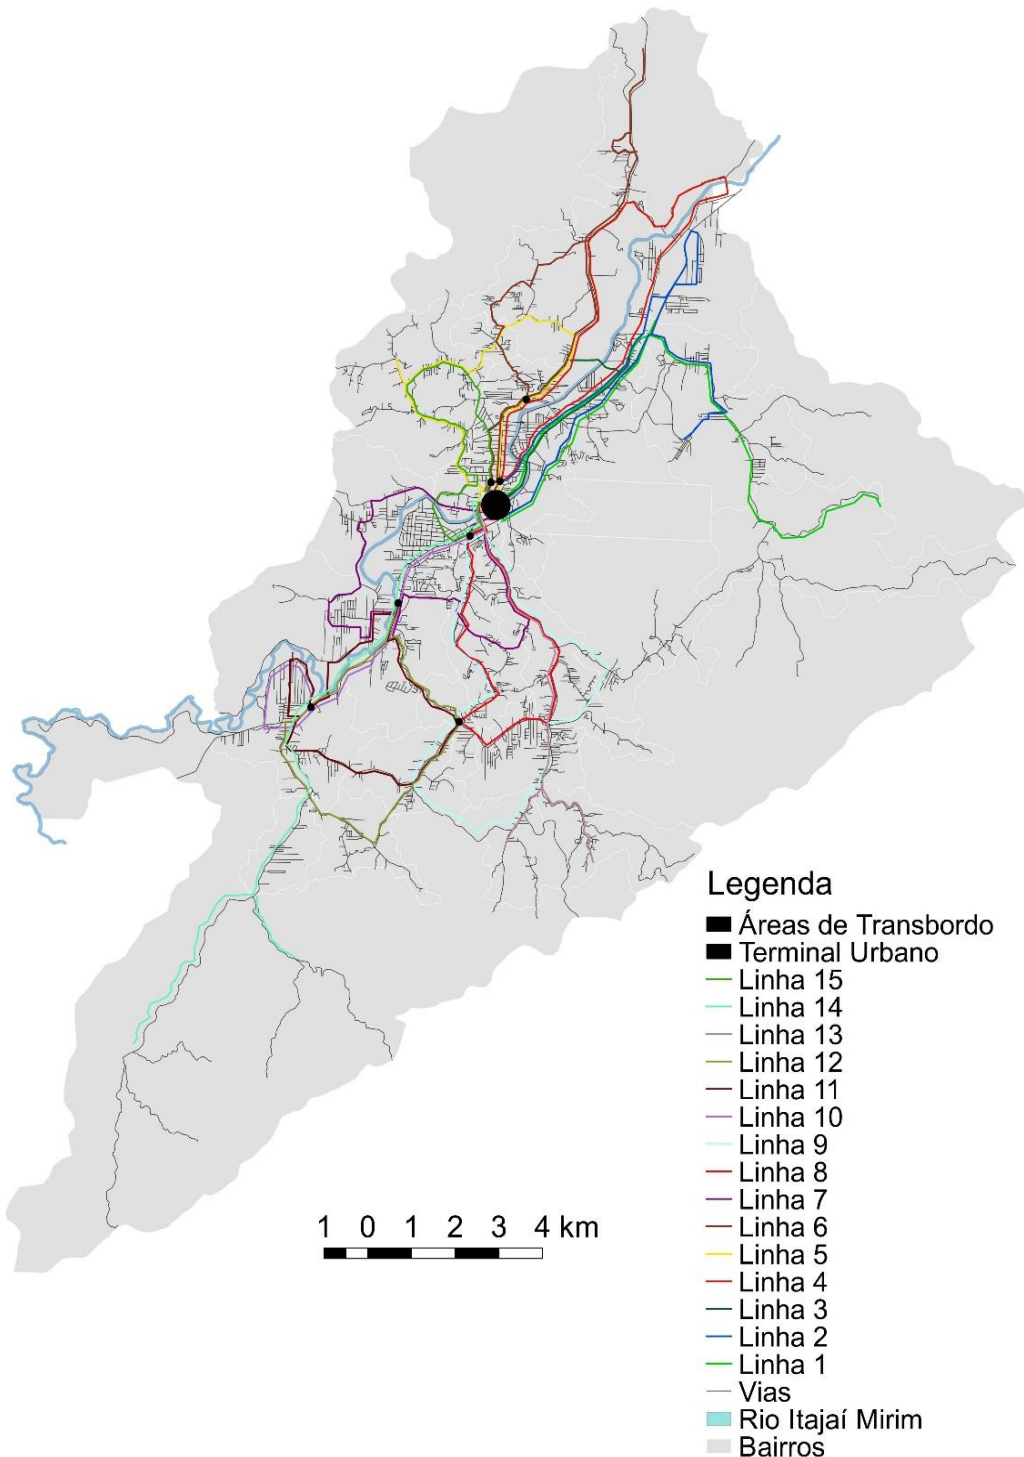 Legenda
Áreas de Transbordo
Terminal Urbano
Linha 15
Linha 14
Linha 13
Linha 12
Linha 11
Linha 10
Linha 9
Linha 8
Linha 7
Linha 6
Linha 5
Linha 4
Linha 3
Linha 2
Linha 1
Vias
Rio Itajaí Mirim
Bairros
1 0 1 2 3 4 km